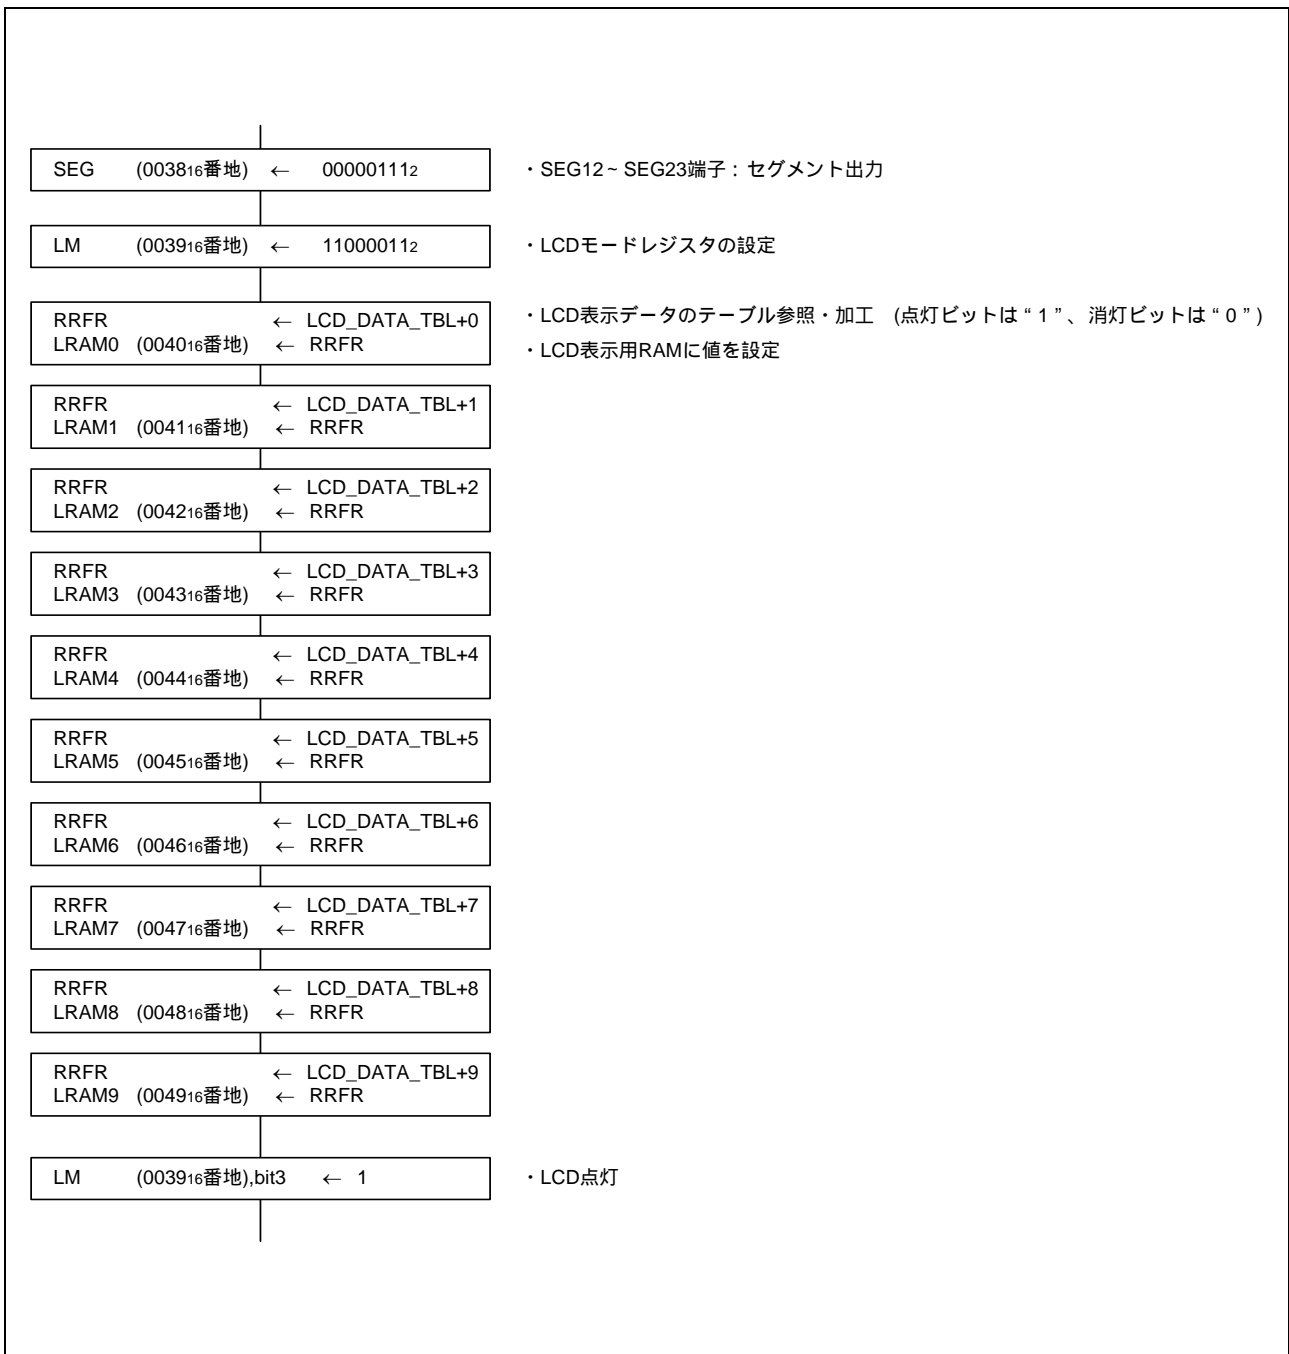 SEG (003816番地) ← 000001112 ・SEG12~SEG23端子：セグメント出力
LM (003916番地) ← 110000112 ・LCDモードレジスタの設定
RRFR ← LCD_DATA_TBL+0 ・LCD表示データのテーブル参照・加工 (点灯ビットは“1”、消灯ビットは“0”)
LRAM0 (004016番地) ← RRFR ・LCD表示用RAMに値を設定
RRFR ← LCD_DATA_TBL+1
LRAM1 (004116番地) ← RRFR
RRFR ← LCD_DATA_TBL+2
LRAM2 (004216番地) ← RRFR
RRFR ← LCD_DATA_TBL+3
LRAM3 (004316番地) ← RRFR
RRFR ← LCD_DATA_TBL+4
LRAM4 (004416番地) ← RRFR
RRFR ← LCD_DATA_TBL+5
LRAM5 (004516番地) ← RRFR
RRFR ← LCD_DATA_TBL+6
LRAM6 (004616番地) ← RRFR
RRFR ← LCD_DATA_TBL+7
LRAM7 (004716番地) ← RRFR
RRFR ← LCD_DATA_TBL+8
LRAM8 (004816番地) ← RRFR
RRFR ← LCD_DATA_TBL+9
LRAM9 (004916番地) ← RRFR
LM (003916番地),bit3 ← 1 ・LCD点灯